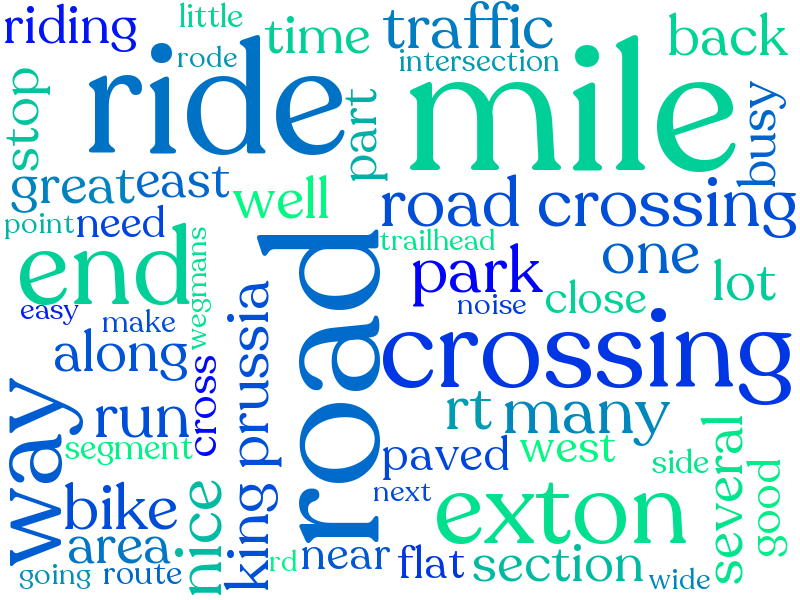 riding
little
time
traffic
back
rode
intersection
ride
mile
stop
part
busy
great
east
well
road crossing
point
need
trailhead
one
end
wegmans
park
lot
easy
make
noise
close
along
king prussia
road
crossing
cross
way
run
rt
many
segment
paved
west
several
side
good
bike
next
exton
area
nice
rd
near
flat
section
going
route
wide